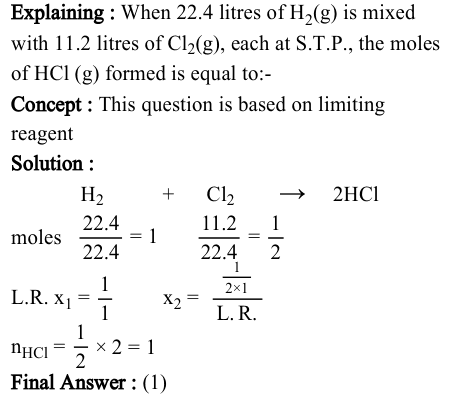 Explaining : When 22.4 litres of H₂(g) is mixed
with 11.2 litres of Cl₂(g), each at S.T.P., the moles
of HCl (g) formed is equal to:-
Concept : This question is based on limiting
reagent
Solution :
H₂ + Cl₂ → 2HCl
moles 22.4/22.4 = 1 11.2/22.4 = 1/2
L.R. x₁ = 1/1 x₂ = (1/(2×1))/L.R.
n_HCl = 1/2 × 2 = 1
Final Answer : (1)